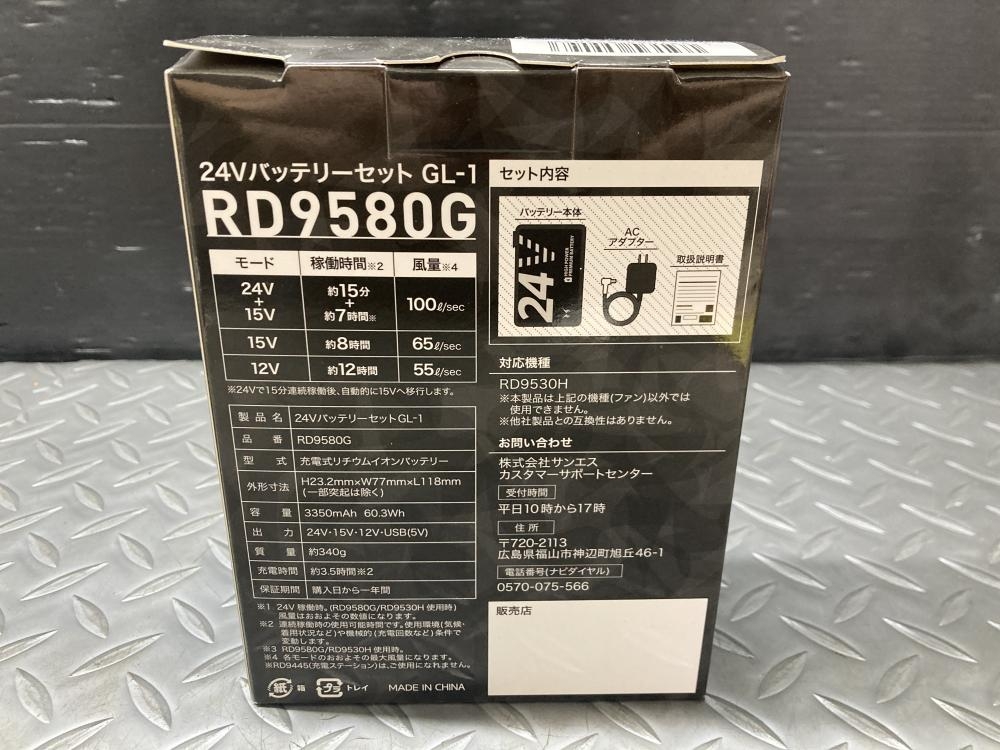 24Vバッテリーセット GL-1
RD9580G
モード 稼働時間※2 風量※4
24V+15V 約15分+約7時間※ 100ℓ/sec
15V 約8時間 65ℓ/sec
12V 約12時間 55ℓ/sec
※24Vで15分連続稼働後、自動的に15Vへ移行します。
製品名 24VバッテリーセットGL-1
品番 RD9580G
型式 充電式リチウムイオンバッテリー
外形寸法 H23.2mm×W77mm×L118mm
(一部突起は除く)
容量 3350mAh 60.3Wh
出力 24V・15V・12V・USB(5V)
質量 約340g
充電時間 約3.5時間※2
保証期間 購入日から一年間
※1 24V 稼働時。(RD9580G/RD9530H 使用時)
風量はおおよその数値になります。
※2 連続稼働時の使用可能時間です。使用環境(気候、
着用状況など)や機械的(充電回数など)条件で
変動します。
※3 RD9580G/RD9530H 使用時。
※4 各モードのおおよその最大風量になります。
※RD9445(充電ステーション)は、ご使用になれません。
紙 箱 プラ トレイ MADE IN CHINA
セット内容
バッテリー本体
24V
HIGH POWER
PREMIUM BATTERY
AC
アダプター
取扱説明書
対応機種
RD9530H
※本製品は上記の機種(ファン)以外では
使用できません。
※他社製品との互換性はありません。
お問い合わせ
株式会社サンエス
カスタマーサポートセンター
受付時間
平日10時から17時
住所
〒720-2113
広島県福山市神辺町旭丘46-1
電話番号(ナビダイヤル)
0570-075-566
販売店